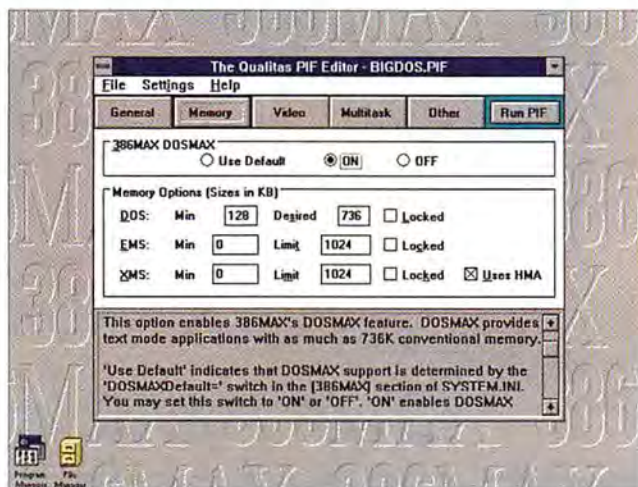 The Qualitas PIF Editor - BIGDOS.PIF
File Settings Help
General Memory Video Multitask Other Run PIF
386MAX DOSMAX
Use Default ON OFF
Memory Options (Sizes in KB)
DOS: Min 128 Desired 736 Locked
EMS: Min 0 Limit 1024 Locked
XMS: Min 0 Limit 1024 Locked Uses HMA
This option enables 386MAX's DOSMAX feature. DOSMAX provides
text mode applications with as much as 736K conventional memory.
'Use Default' indicates that DOSMAX support is determined by the
'DOSMAXDefault=' switch in the [386MAX] section of SYSTEM.INI.
You may set this switch to 'ON' or 'OFF'. 'ON' enables DOSMAX
Program Manager
File Manager
386MAX